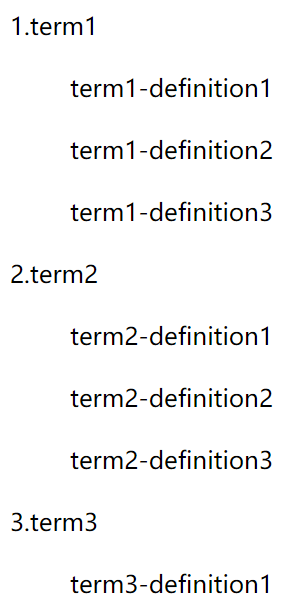 1.term1
term1-definition1
term1-definition2
term1-definition3
2.term2
term2-definition1
term2-definition2
term2-definition3
3.term3
term3-definition1